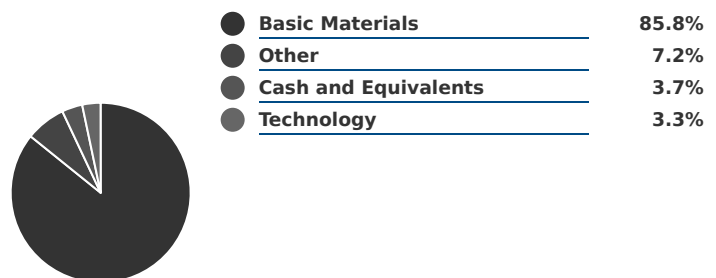 Basic Materials 85.8%
Other 7.2%
Cash and Equivalents 3.7%
Technology 3.3%